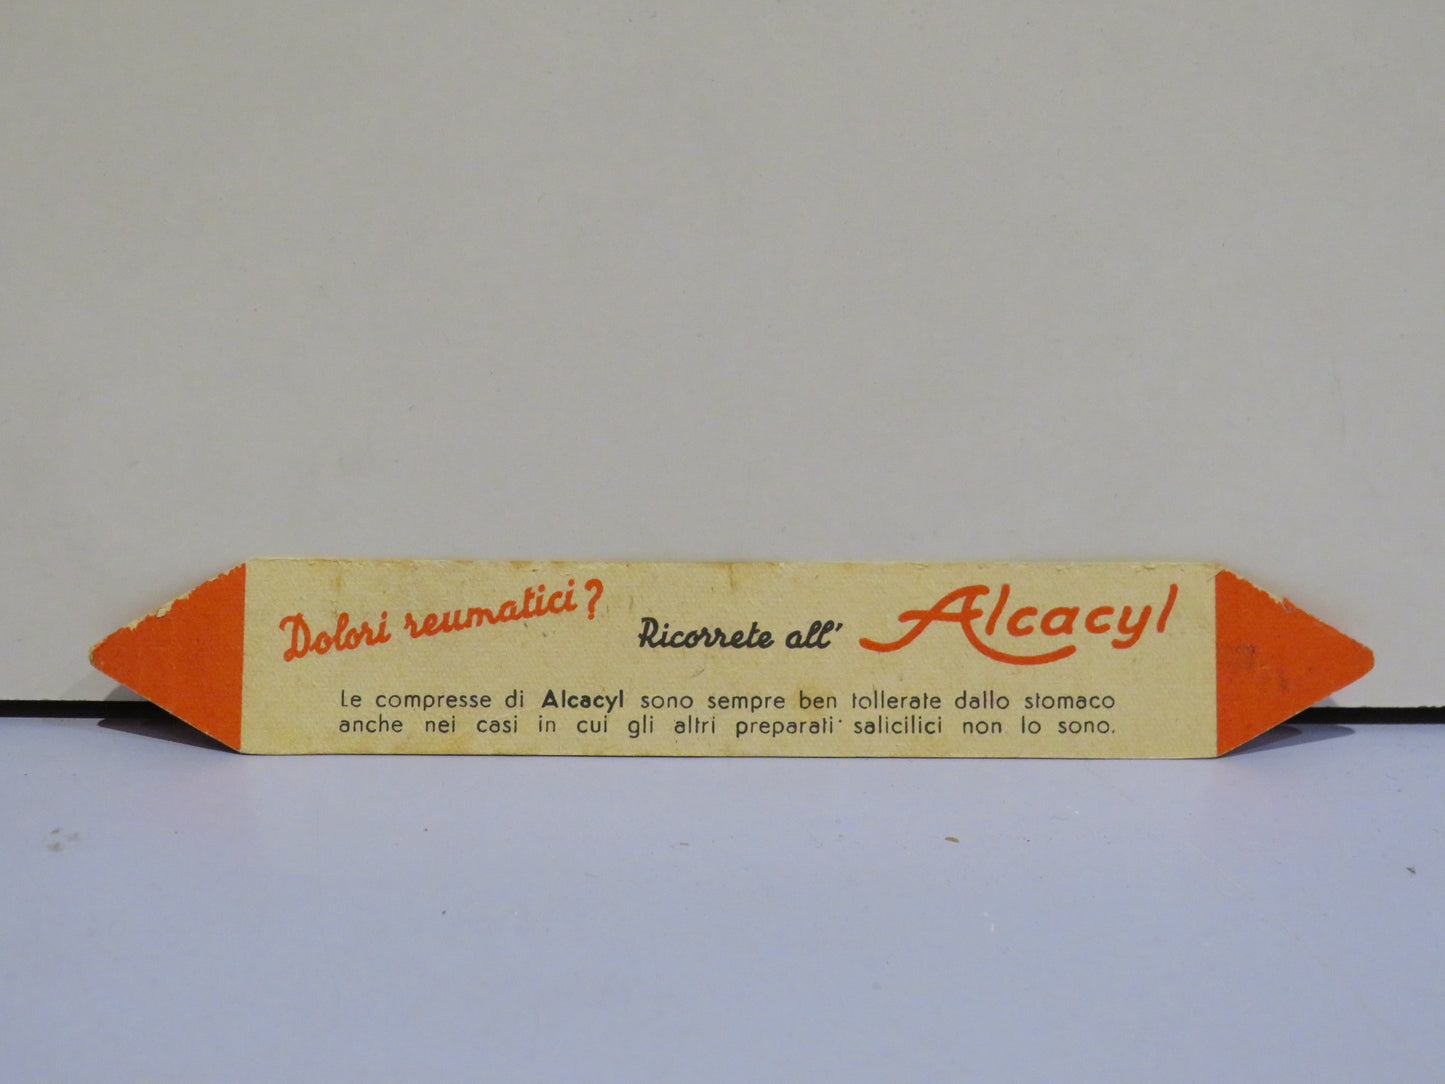 Dolori reumatici? Ricorrete all' Alcacyl
Le compresse di Alcacyl sono sempre ben tollerate dallo stomaco
anche nei casi in cui gli altri preparati salicilici non lo sono.